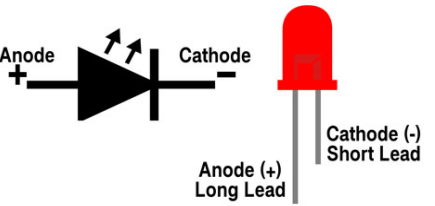 Anode
+
Cathode
-
Cathode (-)
Short Lead
Anode (+)
Long Lead